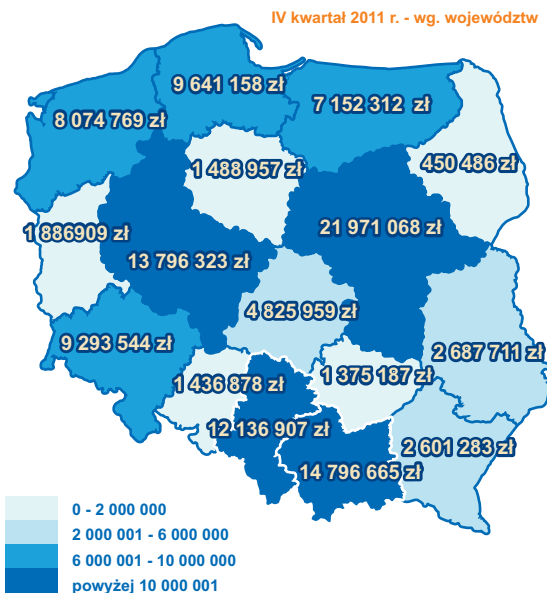 IV kwartał 2011 r. - wg. województw
9 641 158 zł
7 152 312 zł
8 074 769 zł
1 488 957 zł
450 486 zł
21 971 068 zł
1 886909 zł
13 796 323 zł
4 825 959 zł
9 293 544 zł
2 687 711 zł
1 436 878 zł
1 375 187 zł
12 136 907 zł
2 601 283 zł
14 796 665 zł
0 - 2 000 000
2 000 001 - 6 000 000
6 000 001 - 10 000 000
powyżej 10 000 001